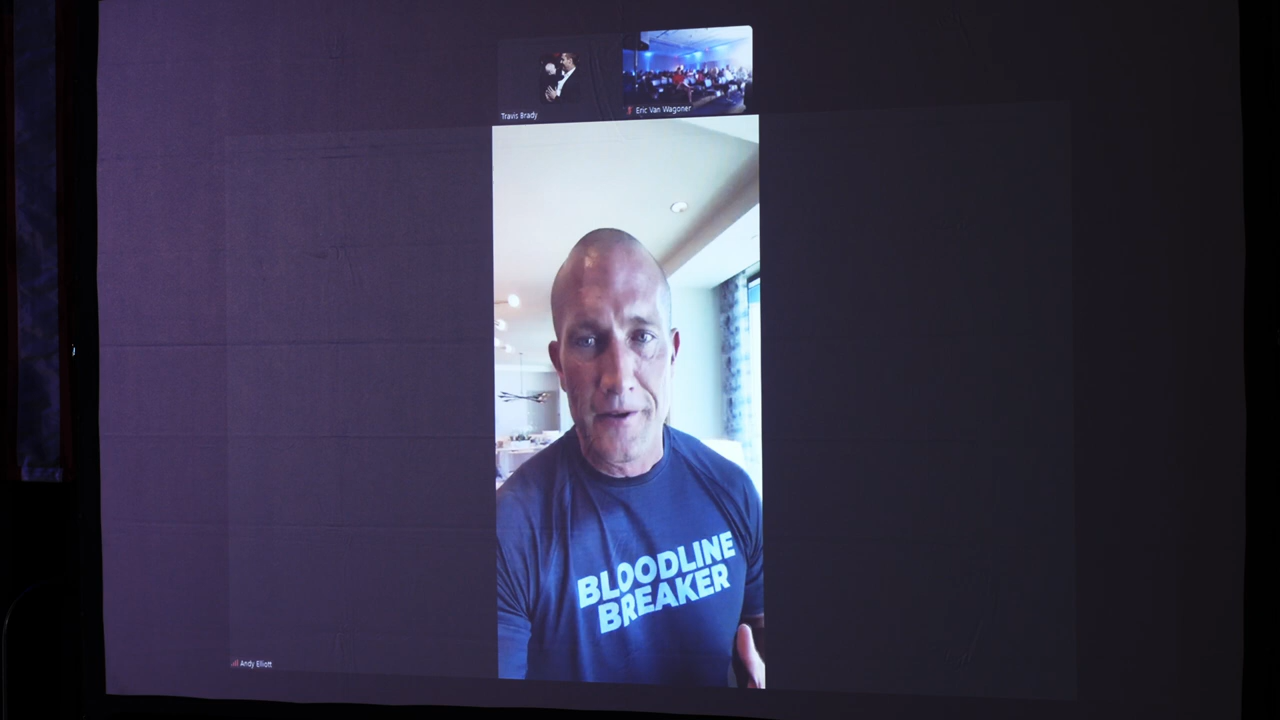 Travis Brady
Eric Van Wagoner
BLOODLINE
BREAKER
Andy Elliott